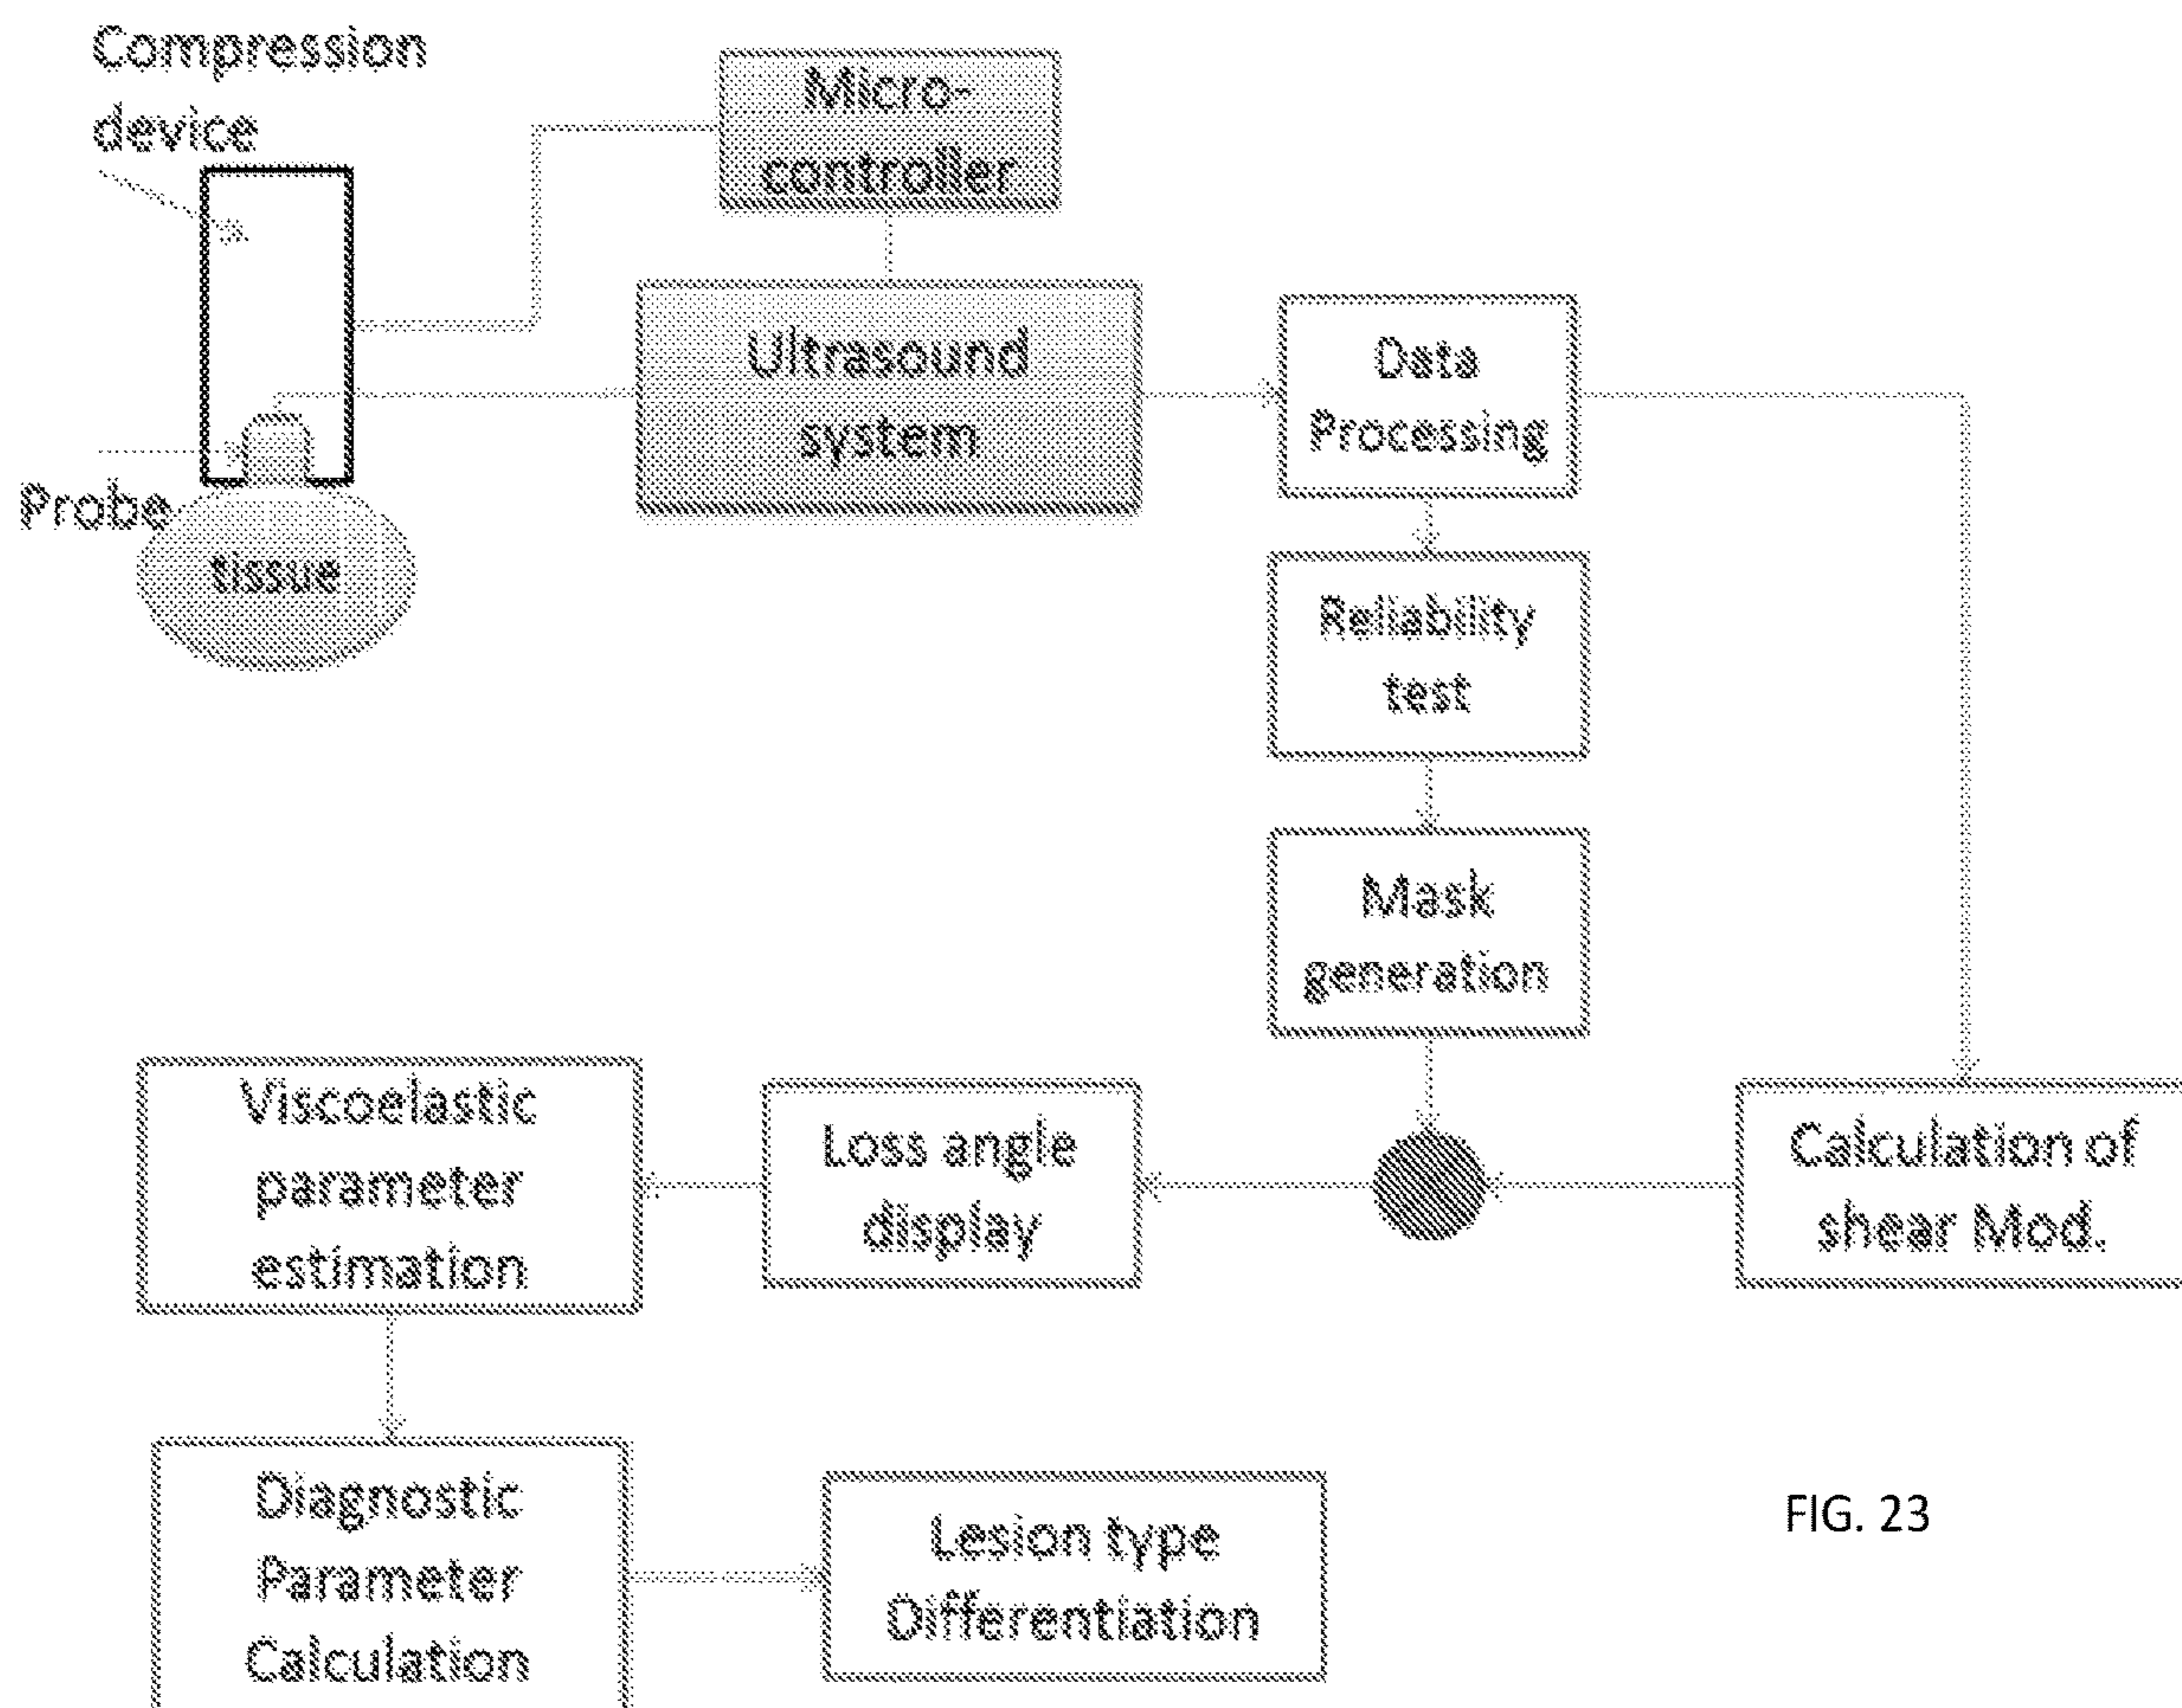 Compression
device
Micro-
controller
Ultrasound
system
Data
Processing
Probe
tissue
Reliability
test
Mask
generation
Viscoelastic
parameter
estimation
Loss angle
display
Calculation of
shear Mod.
Diagnostic
Parameter
Calculation
Lesion type
Differentiation
FIG. 23